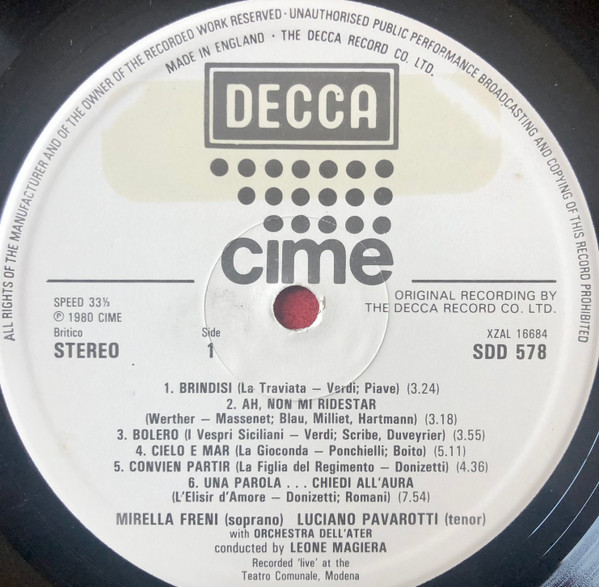 ALL RIGHTS OF THE MANUFACTURER AND OF THE OWNER OF THE RECORDED WORK RESERVED · UNAUTHORISED PUBLIC PERFORMANCE BROADCASTING AND COPYING OF THIS RECORD PROHIBITED
MADE IN ENGLAND · THE DECCA RECORD CO. LTD.
DECCA
cime
SPEED 33⅓
℗ 1980 CIME
Britico
STEREO
Side
1
ORIGINAL RECORDING BY
THE DECCA RECORD CO. LTD.
XZAL 16684
SDD 578
1. BRINDISI (La Traviata – Verdi; Piave) (3.24)
2. AH, NON MI RIDESTAR
(Werther – Massenet; Blau, Milliet, Hartmann) (3.18)
3. BOLERO (I Vespri Siciliani – Verdi; Scribe, Duveyrier) (3.55)
4. CIELO E MAR (La Gioconda – Ponchielli; Boito) (5.11)
5. CONVIEN PARTIR (La Figlia del Regimento – Donizetti) (4.36)
6. UNA PAROLA . . . CHIEDI ALL'AURA
(L'Elisir d'Amore – Donizetti; Romani) (7.54)
MIRELLA FRENI (soprano) LUCIANO PAVAROTTI (tenor)
with ORCHESTRA DELL'ATER
conducted by LEONE MAGIERA
Recorded 'live' at the
Teatro Comunale, Modena